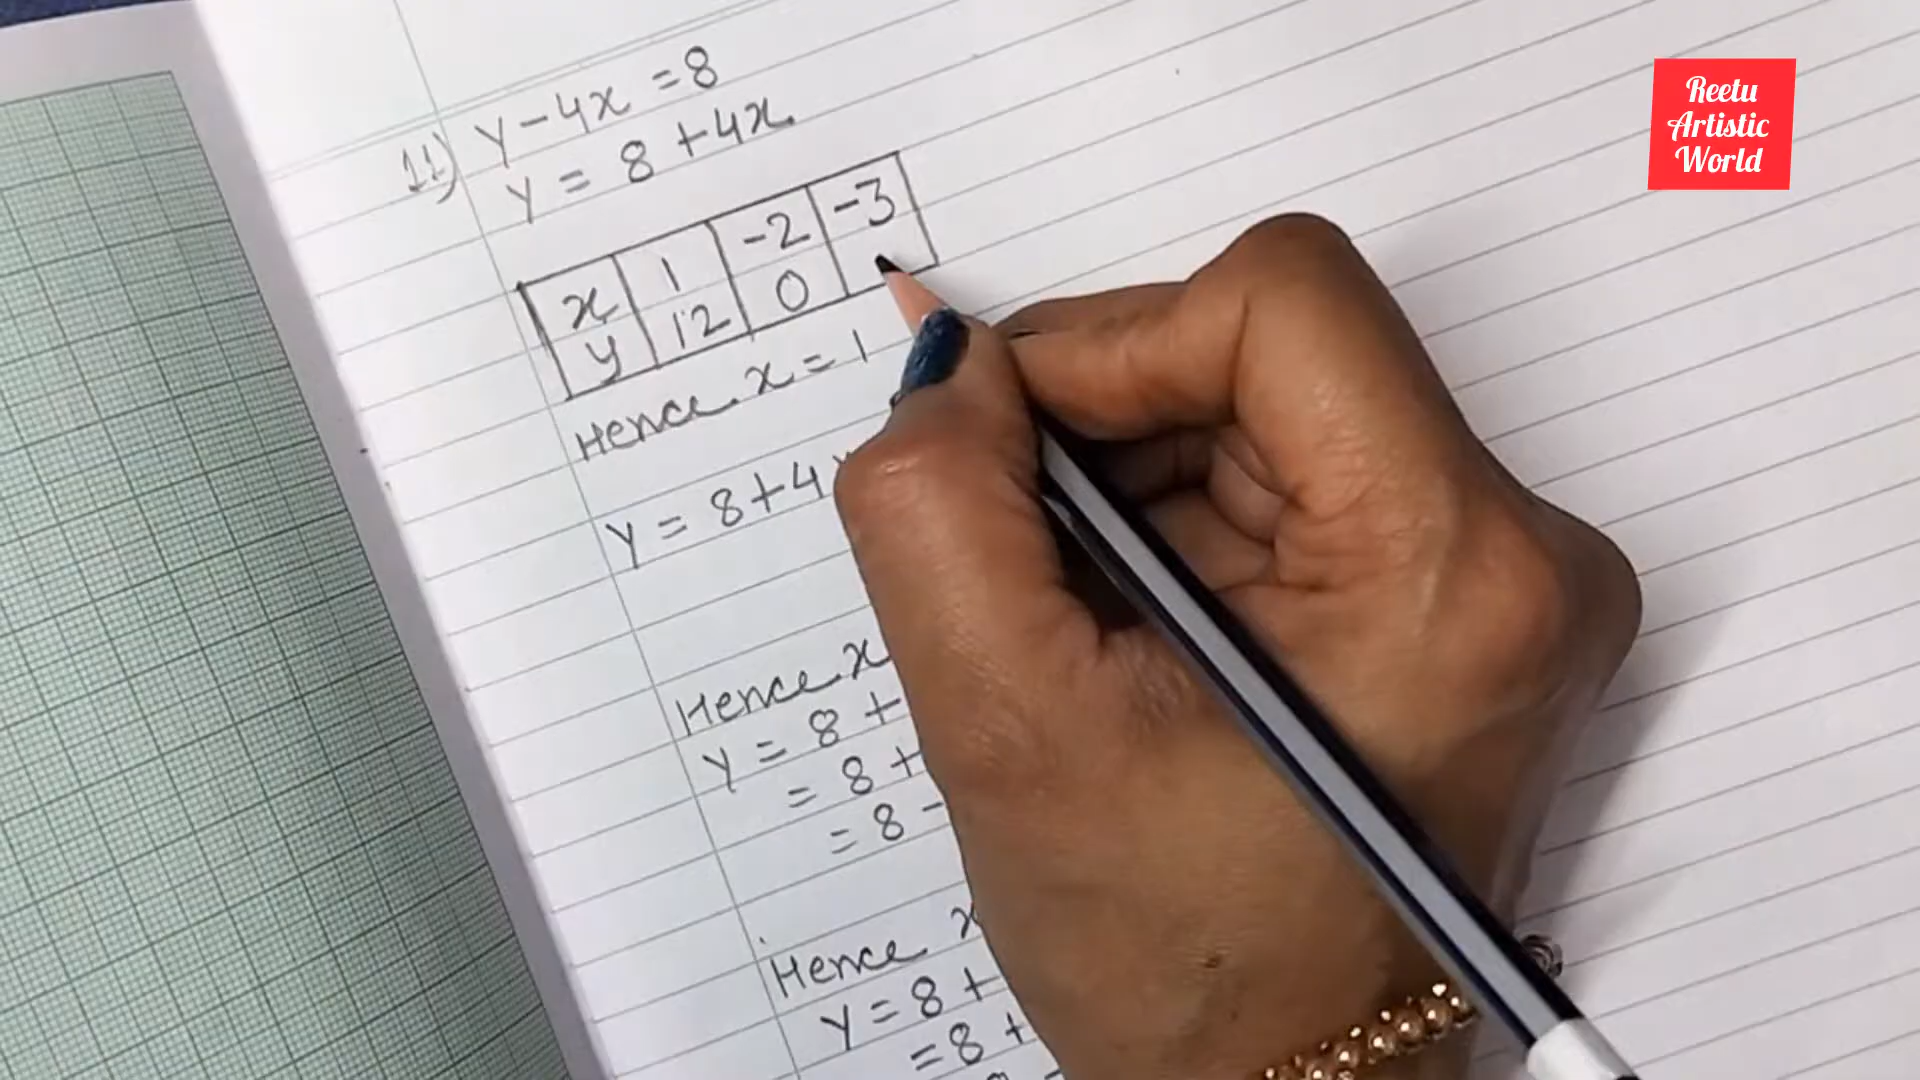 11) y - 4x = 8
y = 8 + 4x
x 1 -2 -3
y 12 0
Hence x = 1
y = 8 + 4
Hence x
y = 8 +
= 8 +
= 8 -
Hence x
y = 8 +
= 8 +
Reetu
Artistic
World